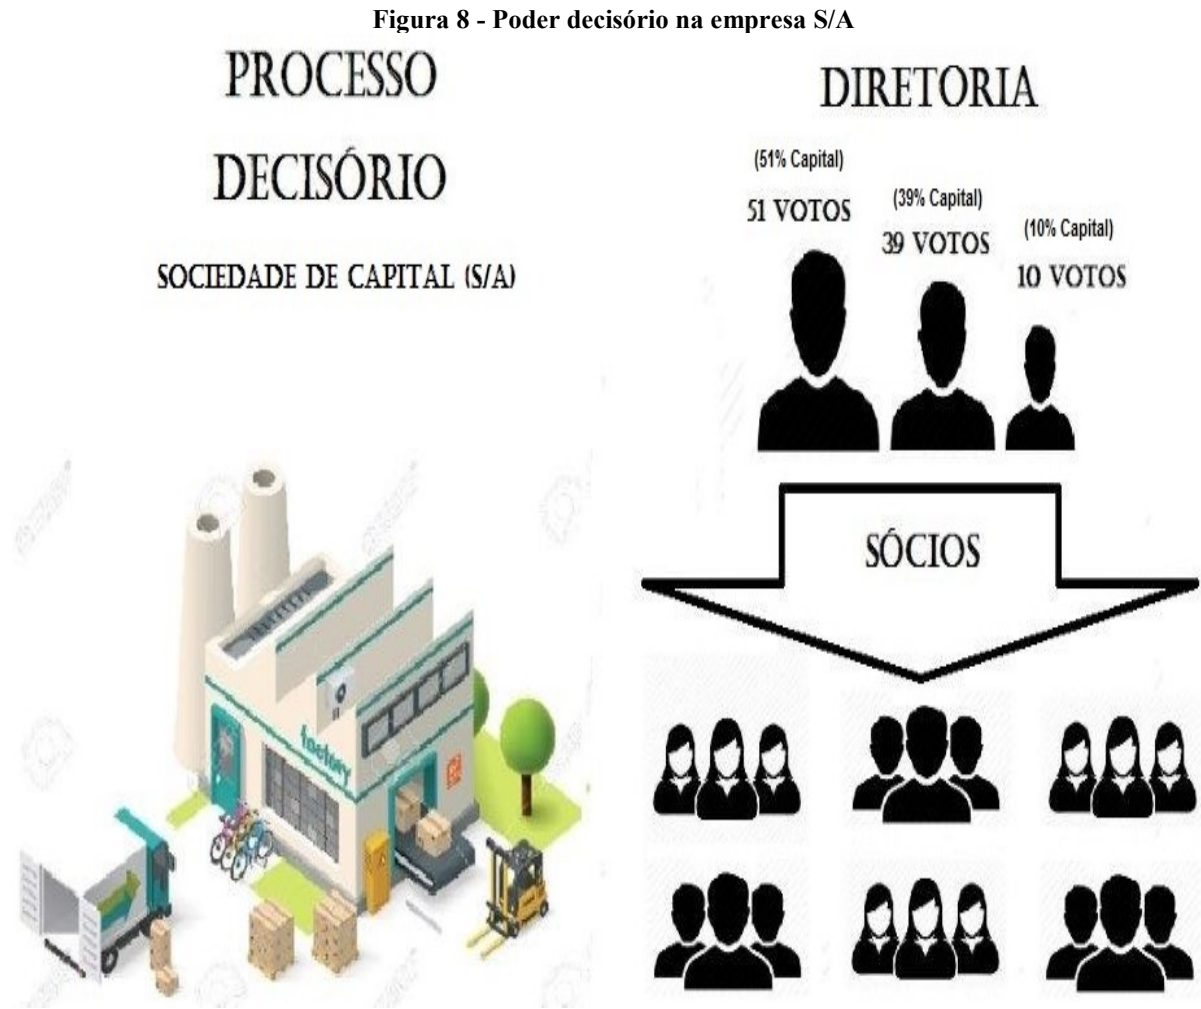 Figura 8 - Poder decisório na empresa S/A
PROCESSO
DECISÓRIO
SOCIEDADE DE CAPITAL (S/A)
DIRETORIA
(51% Capital)
51 VOTOS
(39% Capital)
39 VOTOS
(10% Capital)
10 VOTOS
SÓCIOS
factory